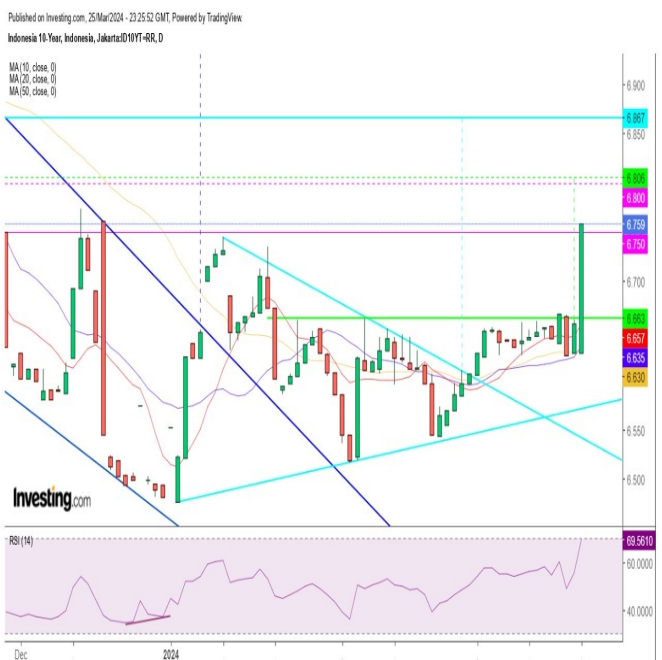 Published on Investing.com, 25/Mar/2024 - 23:25:52 GMT, Powered by TradingView.
Indonesia 10-Year, Indonesia, Jakarta:ID10YT=RR, D
MA (10, close, 0)
MA (20, close, 0)
MA (50, close, 0)
6.900
6.867
6.850
6.806
6.800
6.759
6.750
6.700
6.663
6.657
6.635
6.630
6.550
6.500
Investing.com
RSI (14)
69.5610
60.0000
40.0000
Dec
2024